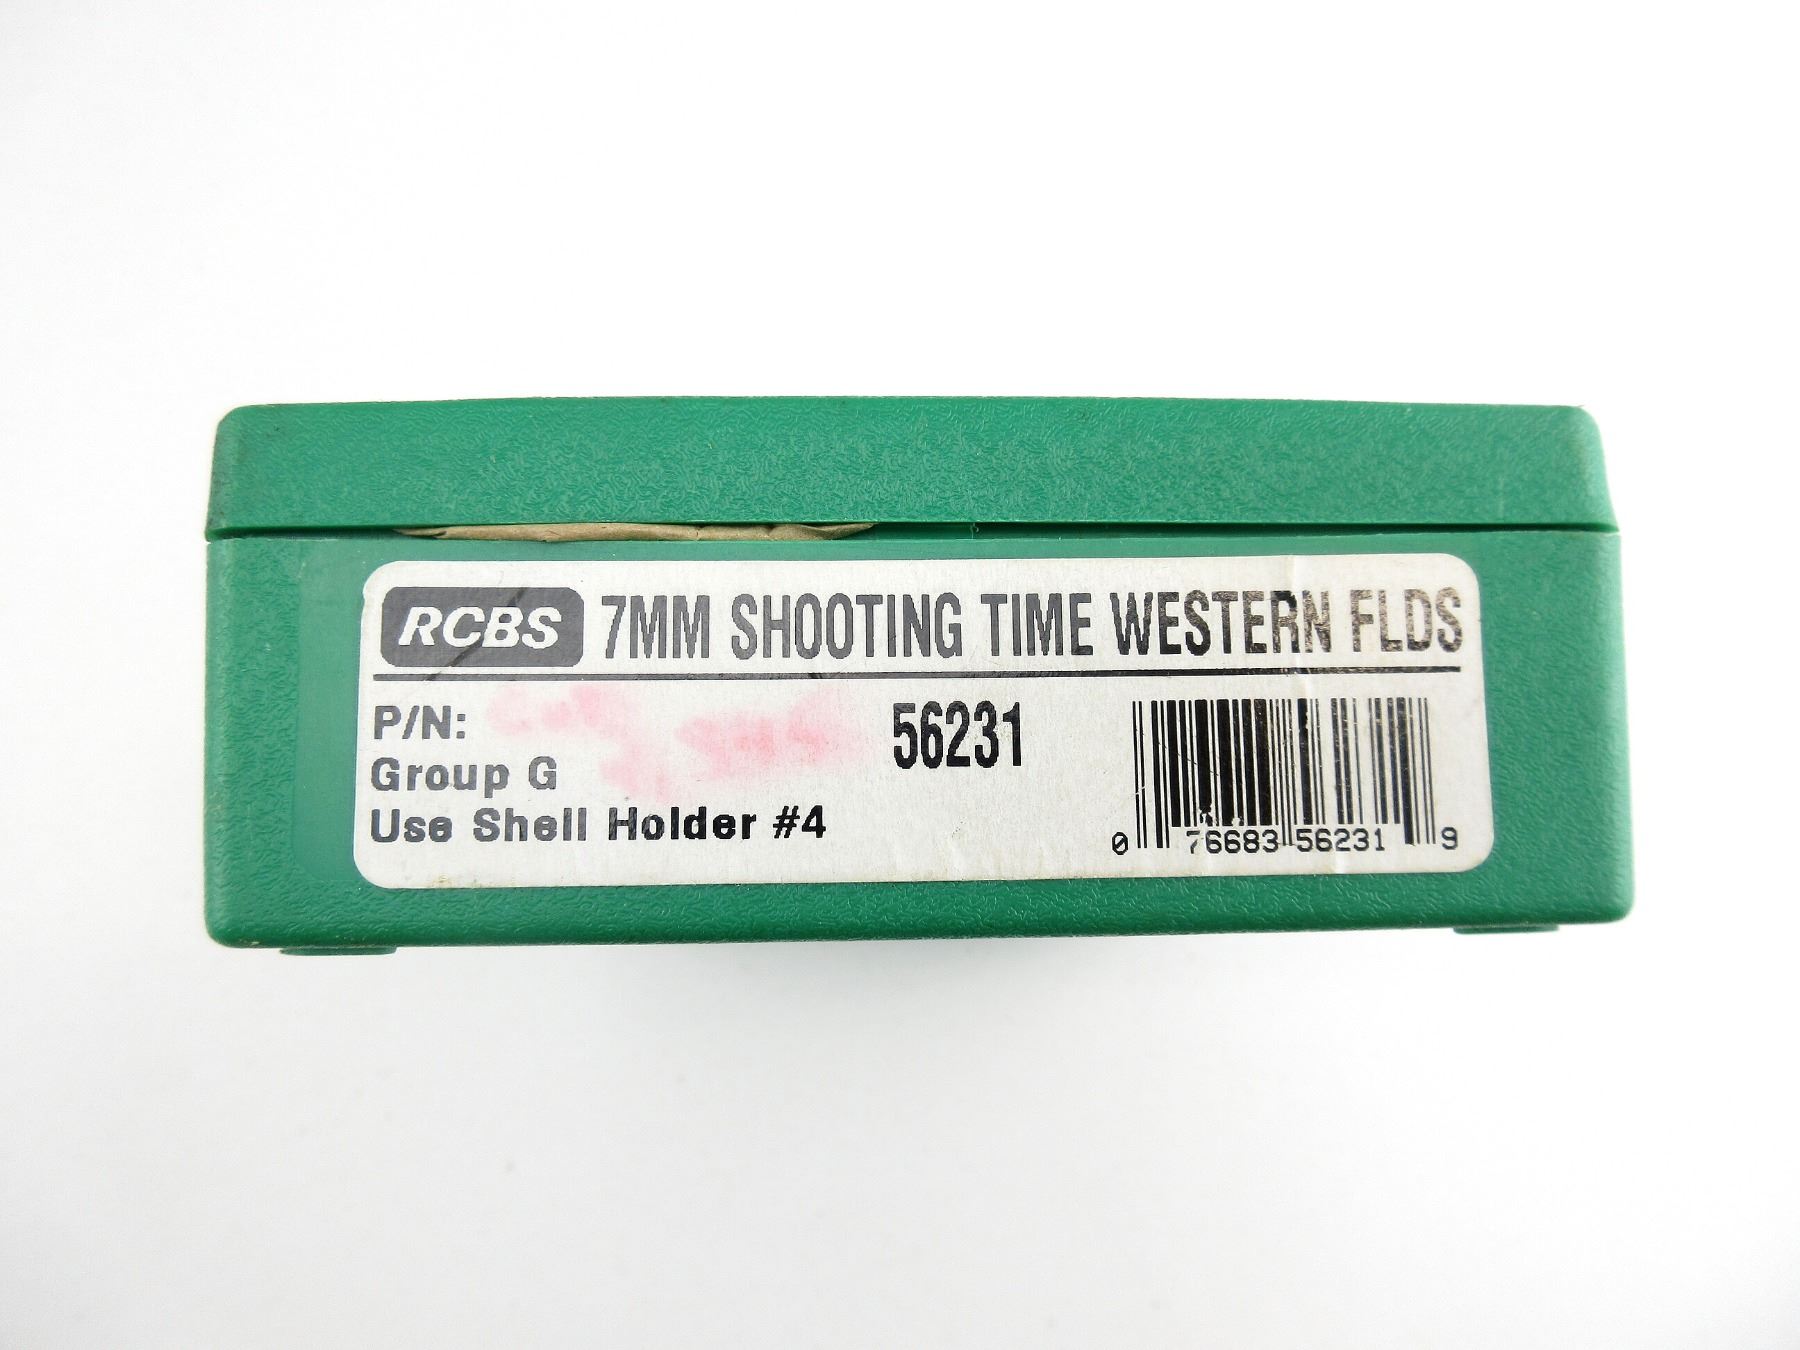 RCBS 7MM SHOOTING TIME WESTERN FLDS
P/N: 56231
Group G
Use Shell Holder #4
0 76683 56231 9